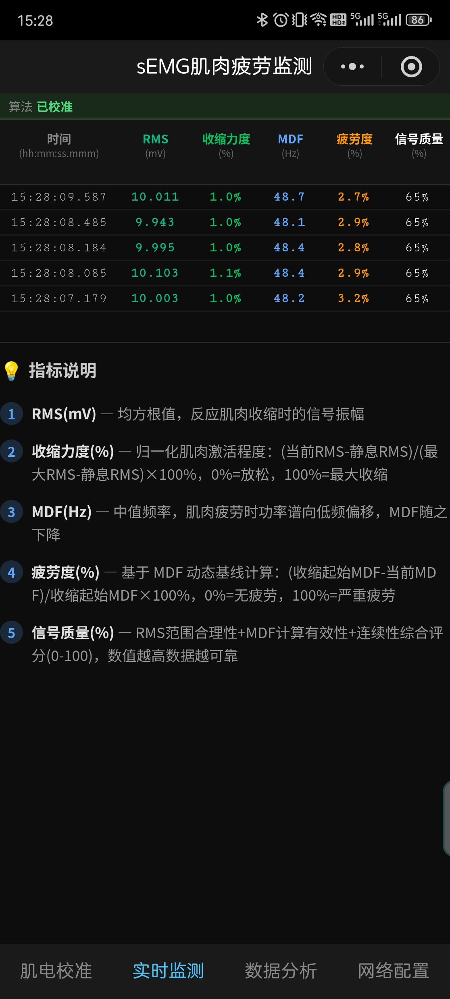 15:28
HD1
HD2
5G
5G
86
sEMG肌肉疲劳监测
算法 已校准
时间 RMS 收缩力度 MDF 疲劳度 信号质量
(hh:mm:ss.mmm) (mV) (%) (Hz) (%) (%)
15:28:09.587 10.011 1.0% 48.7 2.7% 65%
15:28:08.485 9.943 1.0% 48.1 2.9% 65%
15:28:08.184 9.995 1.0% 48.4 2.8% 65%
15:28:08.085 10.103 1.1% 48.4 2.9% 65%
15:28:07.179 10.003 1.0% 48.2 3.2% 65%
指标说明
1 RMS(mV) — 均方根值，反应肌肉收缩时的信号振幅
2 收缩力度(%) — 归一化肌肉激活程度：(当前RMS-静息RMS)/(最
大RMS-静息RMS)×100%，0%=放松，100%=最大收缩
3 MDF(Hz) — 中值频率，肌肉疲劳时功率谱向低频偏移，MDF随之
下降
4 疲劳度(%) — 基于 MDF 动态基线计算：(收缩起始MDF-当前MD
F)/收缩起始MDF×100%，0%=无疲劳，100%=严重疲劳
5 信号质量(%) — RMS范围合理性+MDF计算有效性+连续性综合评
分(0-100)，数值越高数据越可靠
肌电校准 实时监测 数据分析 网络配置